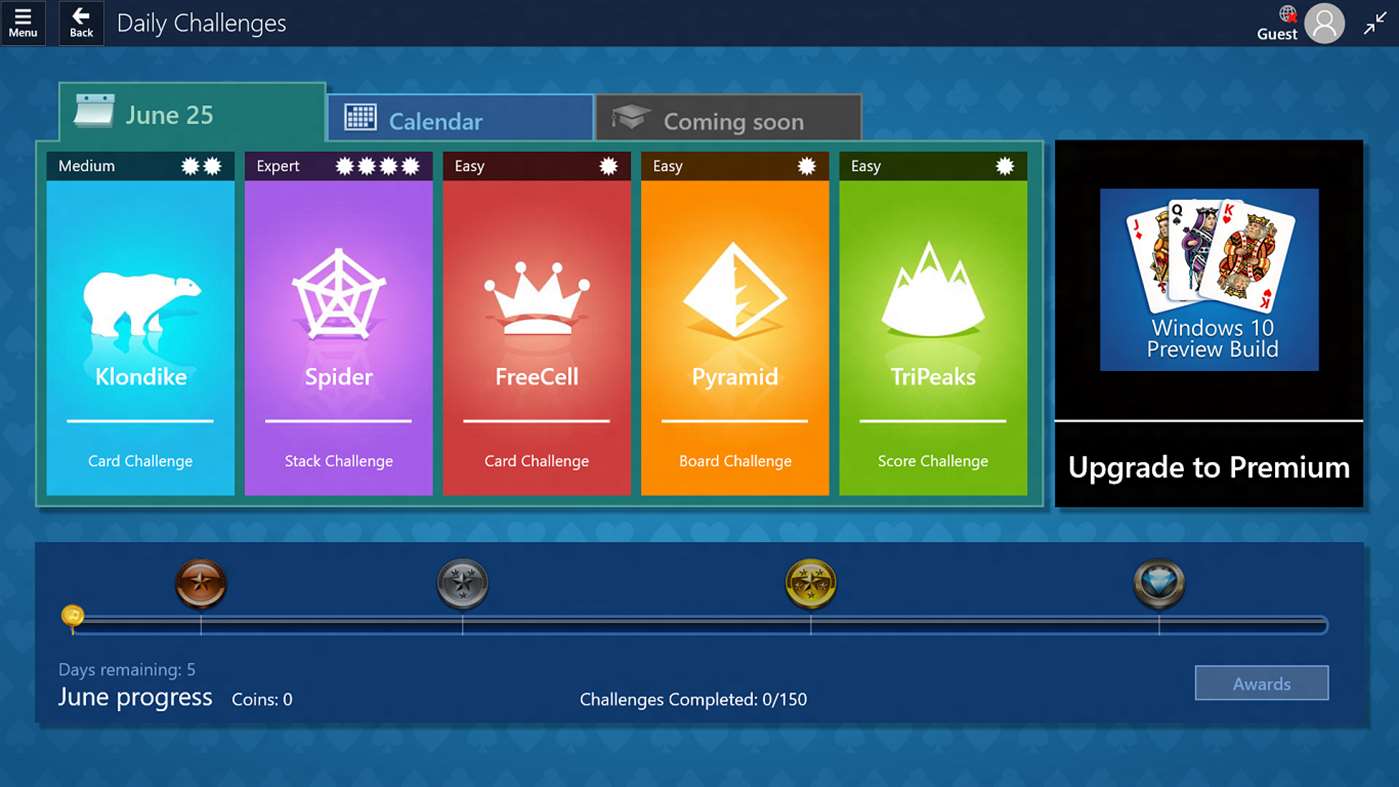 Menu
Back
Daily Challenges
Guest
June 25
Calendar
Coming soon
Medium
Klondike
Card Challenge
Expert
Spider
Stack Challenge
Easy
FreeCell
Card Challenge
Easy
Pyramid
Board Challenge
Easy
TriPeaks
Score Challenge
J
Q
K
K
Windows 10
Preview Build
Upgrade to Premium
Days remaining: 5
June progress
Coins: 0
Challenges Completed: 0/150
Awards